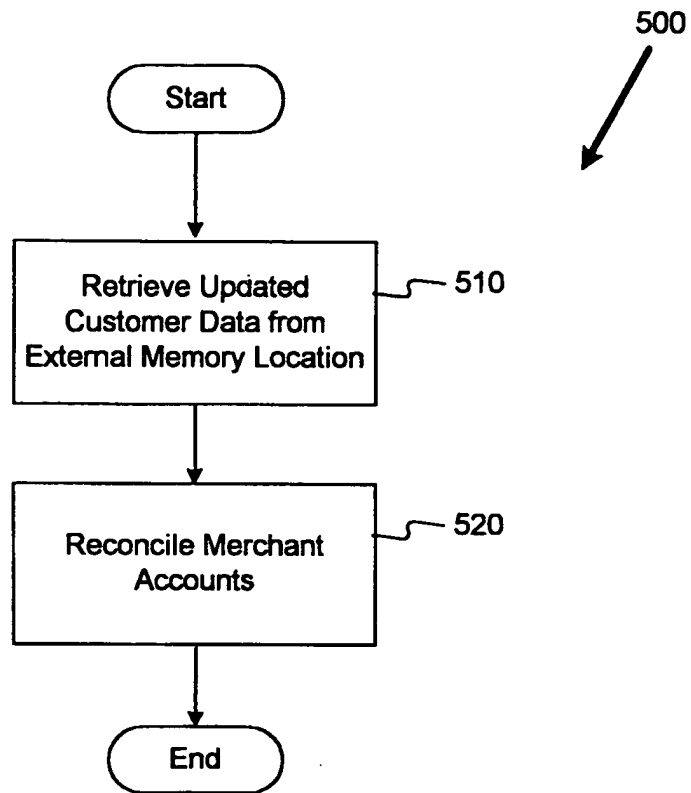 500
Start
Retrieve Updated
Customer Data from
External Memory Location
510
Reconcile Merchant
Accounts
520
End